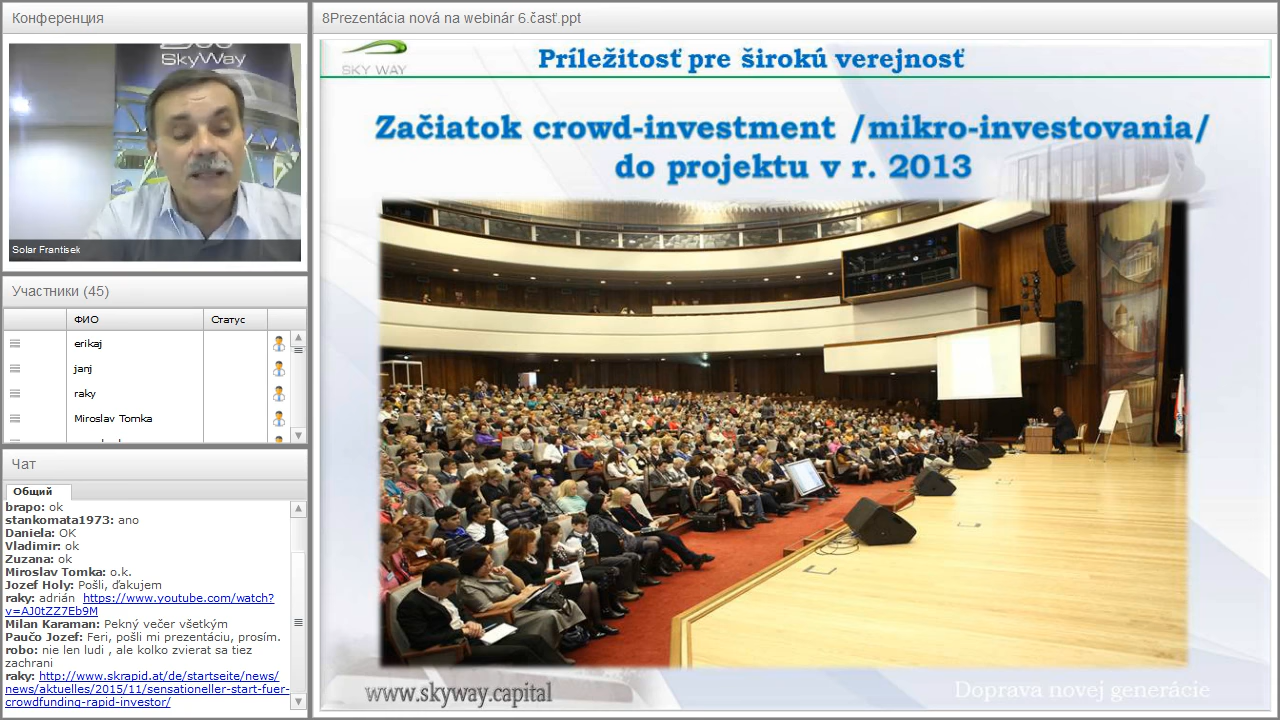 Конференция
SkyWay
Solar Frantisek
Участники (45)
ФИО
Статус
erikaj
janj
raky
Miroslav Tomka
Чат
Общий
brapo: ok
stankomata1973: ano
Daniela: OK
Vladimir: ok
Zuzana: ok
Miroslav Tomka: o.k.
Jozef Holy: Pošli, ďakujem
raky: adrián https://www.youtube.com/watch?
v=AJ0tZZ7Eb9M
Milan Karaman: Pekný večer všetkým
Paučo Jozef: Feri, pošli mi prezentáciu, prosím.
robo: nie len ludi , ale kolko zvierat sa tiez
zachrani
raky: http://www.skrapid.at/de/startseite/news/
news/aktuelles/2015/11/sensationeller-start-fuer-
crowdfunding-rapid-investor/
8Prezentácia nová na webinár 6.časť.ppt
SKY WAY
Príležitosť pre širokú verejnosť
Začiatok crowd-investment /mikro-investovania/
do projektu v r. 2013
www.skyway.capital
Doprava novej generácie